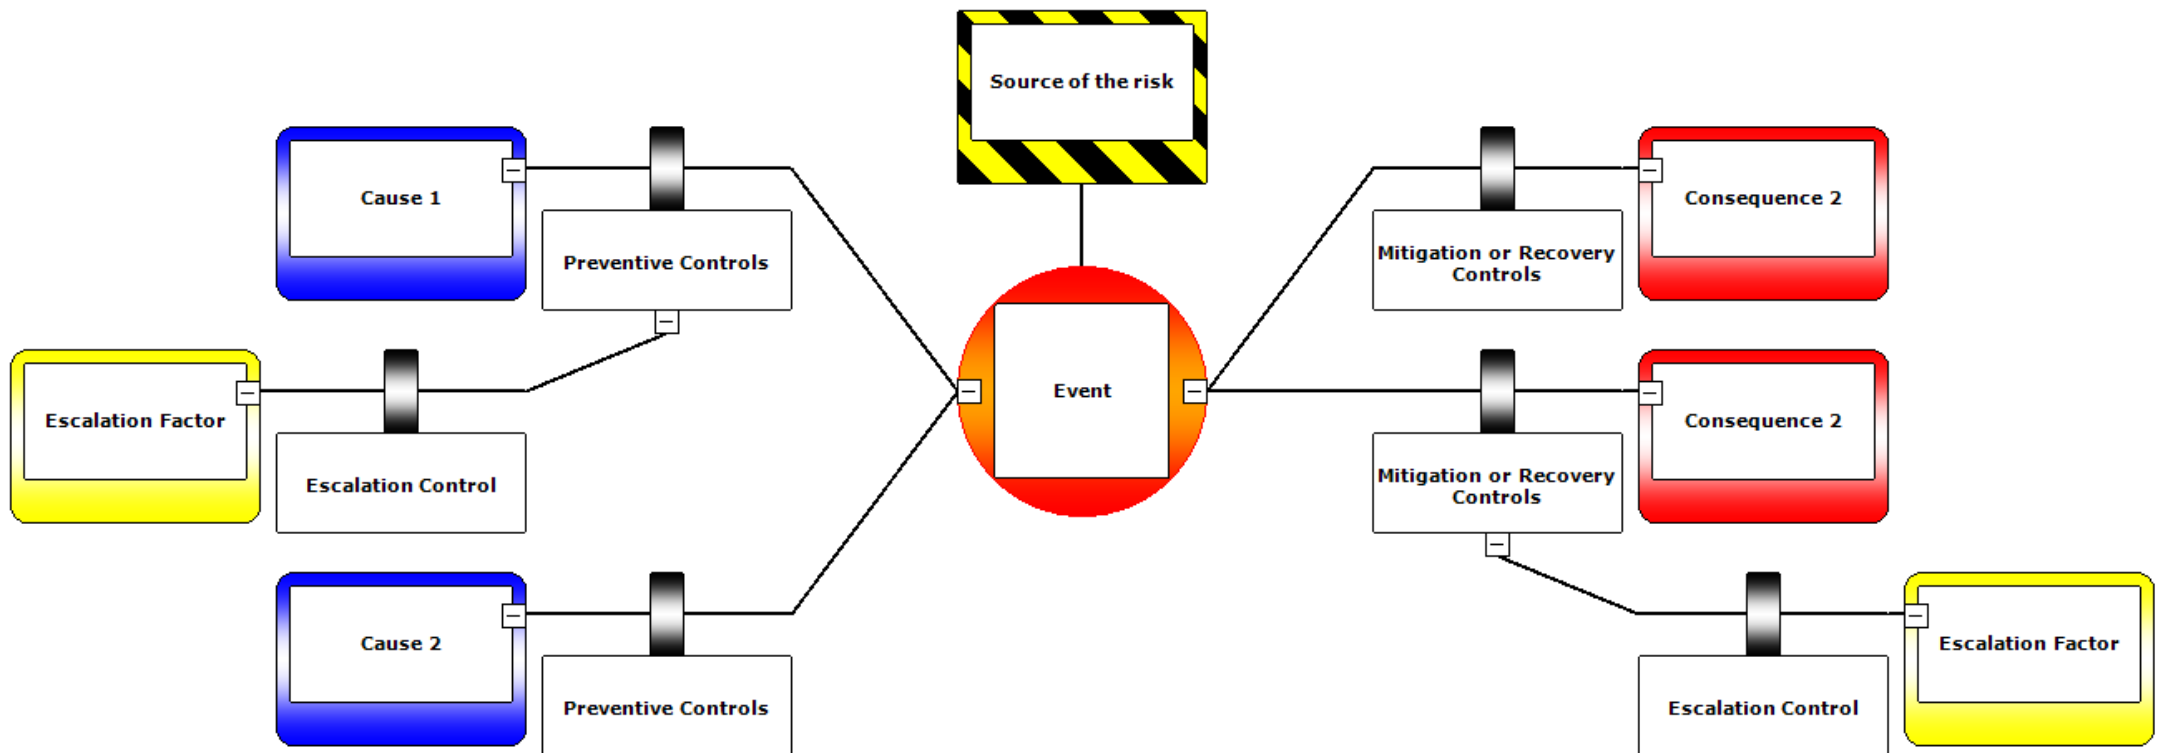 Source of the risk
Cause 1
Preventive Controls
Mitigation or Recovery
Controls
Consequence 2
Escalation Factor
Escalation Control
Event
Mitigation or Recovery
Controls
Consequence 2
Cause 2
Preventive Controls
Escalation Control
Escalation Factor